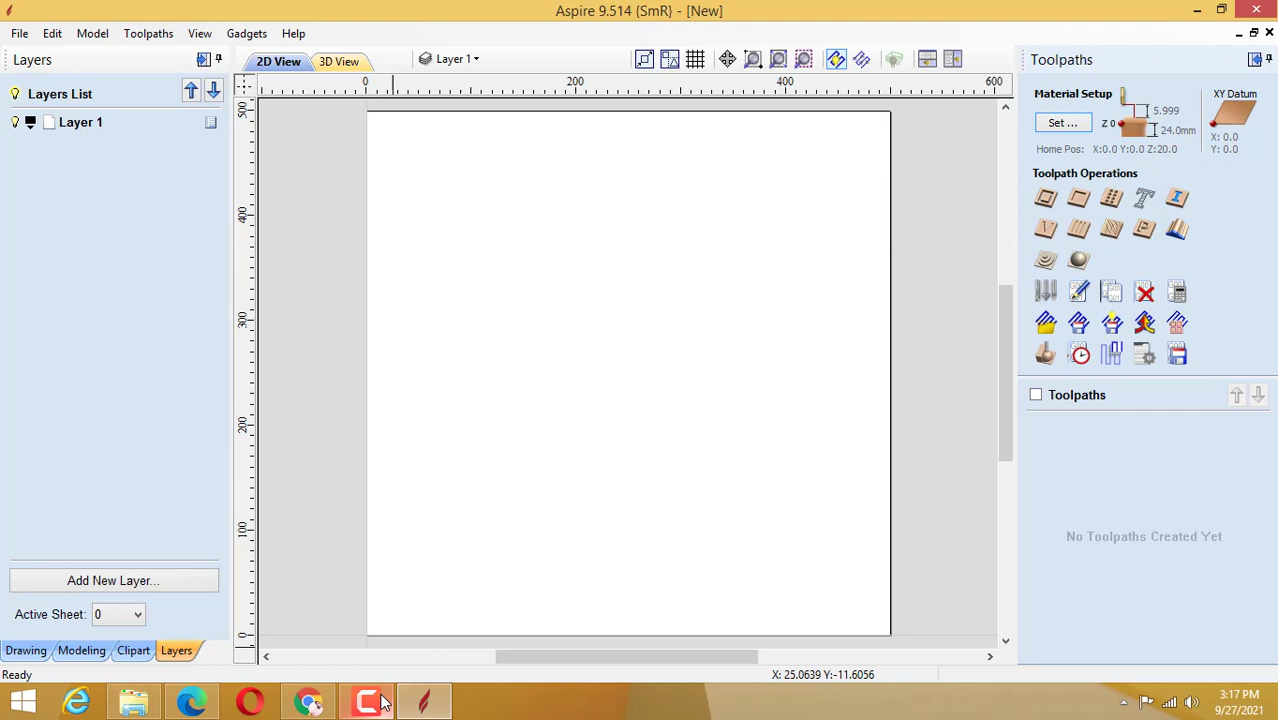 Aspire 9.514 {SmR} - [New]
File Edit Model Toolpaths View Gadgets Help
Layers
2D View 3D View Layer 1
Toolpaths
0 200 400 600
Layers List
Layer 1
500
400
300
200
100
0
Material Setup
Set ...
Z 0
5.999
24.0mm
XY Datum
X: 0.0
Y: 0.0
Home Pos: X:0.0 Y:0.0 Z:20.0
Toolpath Operations
Toolpaths
No Toolpaths Created Yet
Add New Layer...
Active Sheet: 0
Drawing Modeling Clipart Layers
Ready
X: 25.0639 Y:-11.6056
3:17 PM
9/27/2021